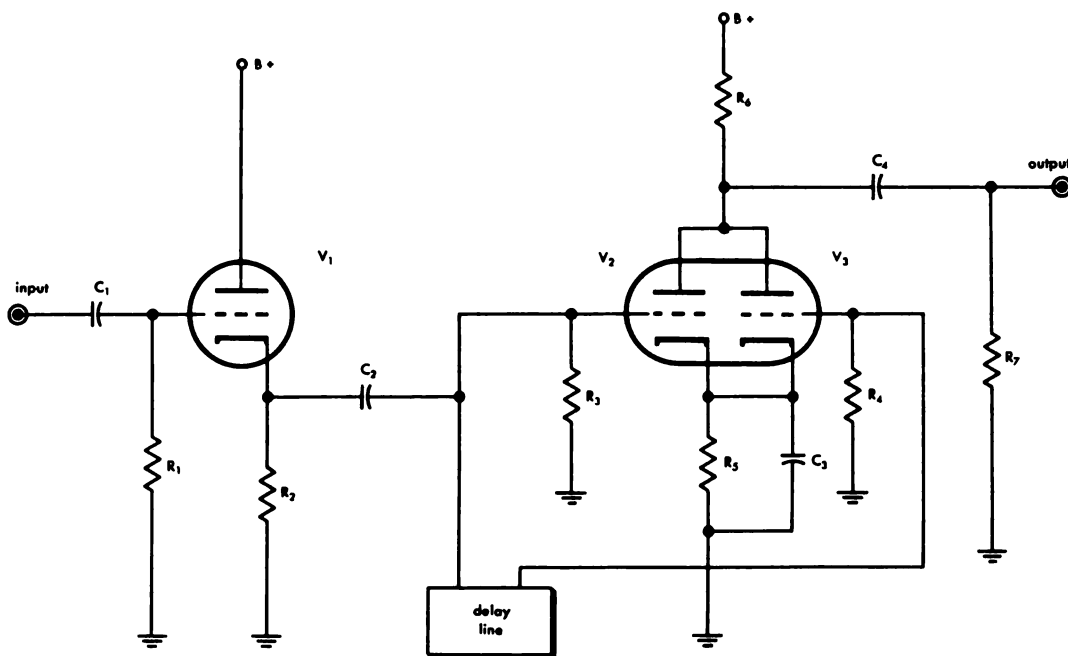 B+
B+
R6
C4
output
V1
V2
V3
input
C1
C2
R3
R4
R7
R1
R2
R5
C3
delay
line